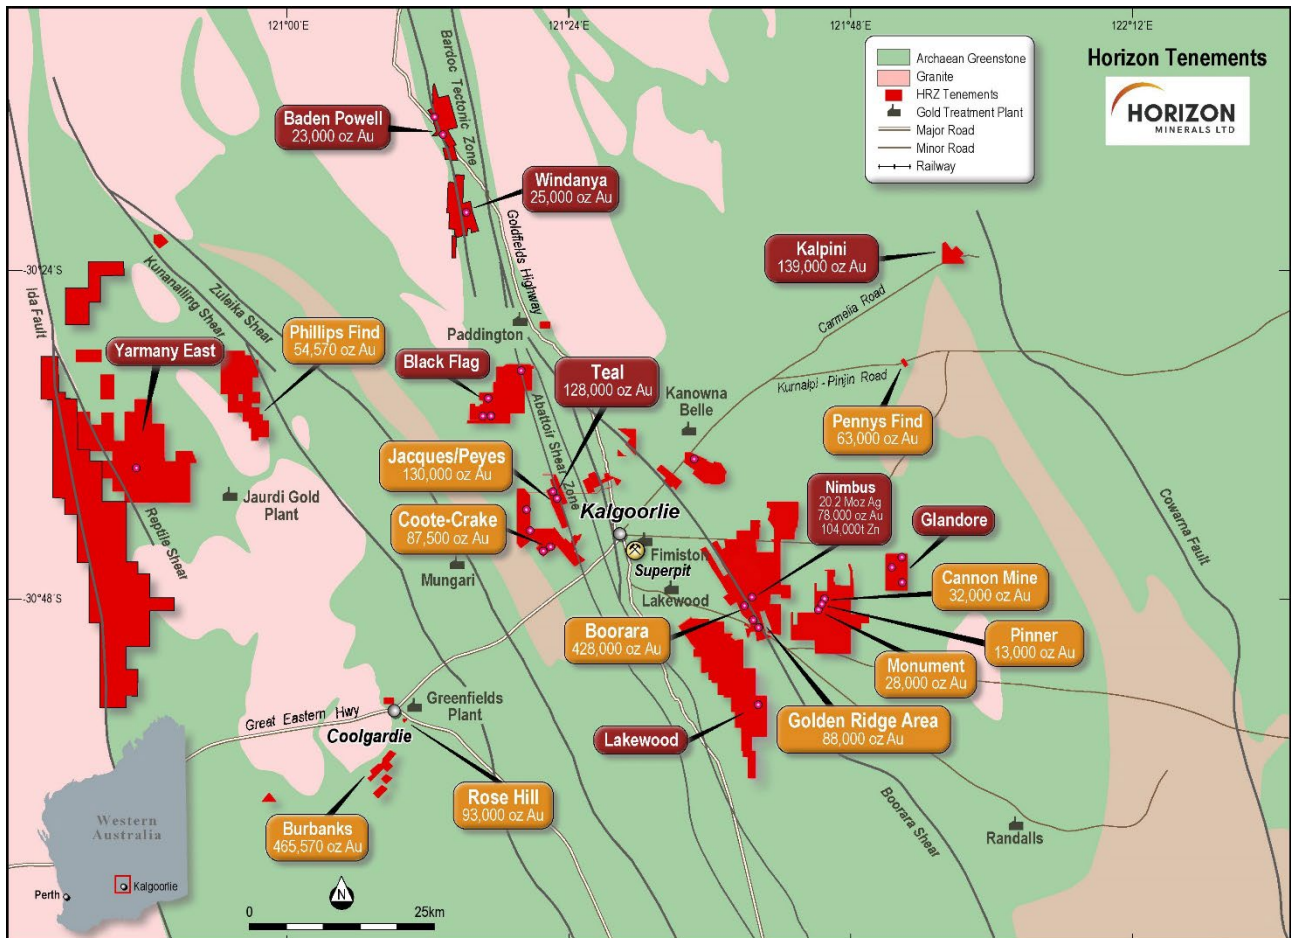 121°00´E
121°24´E
121°48´E
122°12´E
Horizon Tenements
HORIZON
MINERALS LTD
Archaean Greenstone
Granite
HRZ Tenements
Gold Treatment Plant
Major Road
Minor Road
Railway
Bardoc Tectonic Zone
Baden Powell
23,000 oz Au
Windanya
25,000 oz Au
Goldfields Highway
Kalpini
139,000 oz Au
-30°24´S
Ida Fault
Kunanalling Shear
Zuleika Shear
Carmelia Road
Phillips Find
54,570 oz Au
Paddington
Yarmany East
Black Flag
Teal
128,000 oz Au
Kanowna
Belle
Kurnalpi - Pinjin Road
Abattoir Shear Zone
Pennys Find
63,000 oz Au
Jacques/Peyes
130,000 oz Au
Jaurdi Gold
Plant
Reptile Shear
Coote-Crake
87,500 oz Au
Kalgoorlie
Nimbus
20.2 Moz Ag
78,000 oz Au
104,000t Zn
Glandore
Cowarna Fault
Fimiston
Superpit
Mungari
Lakewood
Cannon Mine
32,000 oz Au
-30°48´S
Boorara
428,000 oz Au
Pinner
13,000 oz Au
Monument
28,000 oz Au
Greenfields
Plant
Great Eastern Hwy
Coolgardie
Lakewood
Golden Ridge Area
88,000 oz Au
Rose Hill
93,000 oz Au
Burbanks
465,570 oz Au
Boorara Shear
Randalls
Western
Australia
Perth
Kalgoorlie
N
0
25km